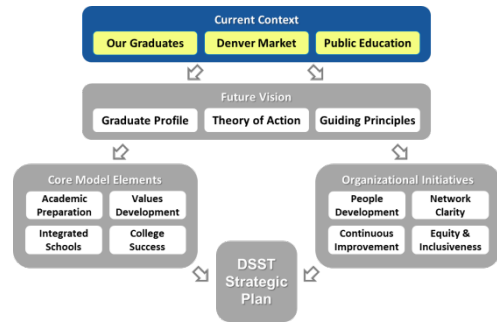 Current Context
Our Graduates
Denver Market
Public Education
Future Vision
Graduate Profile
Theory of Action
Guiding Principles
Core Model Elements
Academic
Preparation
Values
Development
Integrated
Schools
College
Success
Organizational Initiatives
People
Development
Network
Clarity
Continuous
Improvement
Equity &
Inclusiveness
DSST
Strategic
Plan